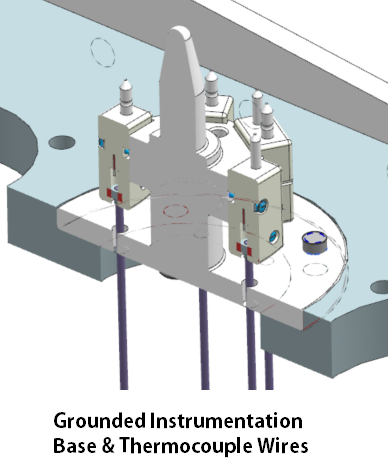 Grounded Instrumentation
Base & Thermocouple Wires